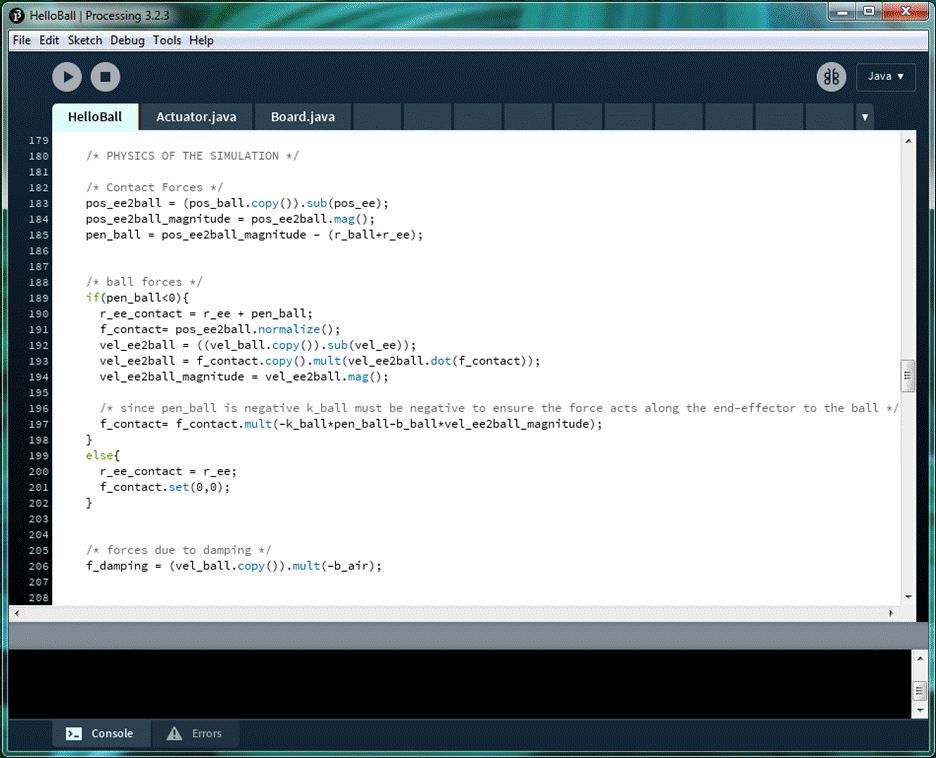 HelloBall | Processing 3.2.3
File Edit Sketch Debug Tools Help
Java ▼
HelloBall Actuator.java Board.java ▼
179
180 /* PHYSICS OF THE SIMULATION */
181
182 /* Contact Forces */
183 pos_ee2ball = (pos_ball.copy()).sub(pos_ee);
184 pos_ee2ball_magnitude = pos_ee2ball.mag();
185 pen_ball = pos_ee2ball_magnitude - (r_ball+r_ee);
186
187
188 /* ball forces */
189 if(pen_ball<0){
190 r_ee_contact = r_ee + pen_ball;
191 f_contact= pos_ee2ball.normalize();
192 vel_ee2ball = ((vel_ball.copy()).sub(vel_ee));
193 vel_ee2ball = f_contact.copy().mult(vel_ee2ball.dot(f_contact));
194 vel_ee2ball_magnitude = vel_ee2ball.mag();
195
196 /* since pen_ball is negative k_ball must be negative to ensure the force acts along the end-effector to the ball */
197 f_contact= f_contact.mult(-k_ball*pen_ball-b_ball*vel_ee2ball_magnitude);
198 }
199 else{
200 r_ee_contact = r_ee;
201 f_contact.set(0,0);
202 }
203
204
205 /* forces due to damping */
206 f_damping = (vel_ball.copy()).mult(-b_air);
207
208
Console Errors